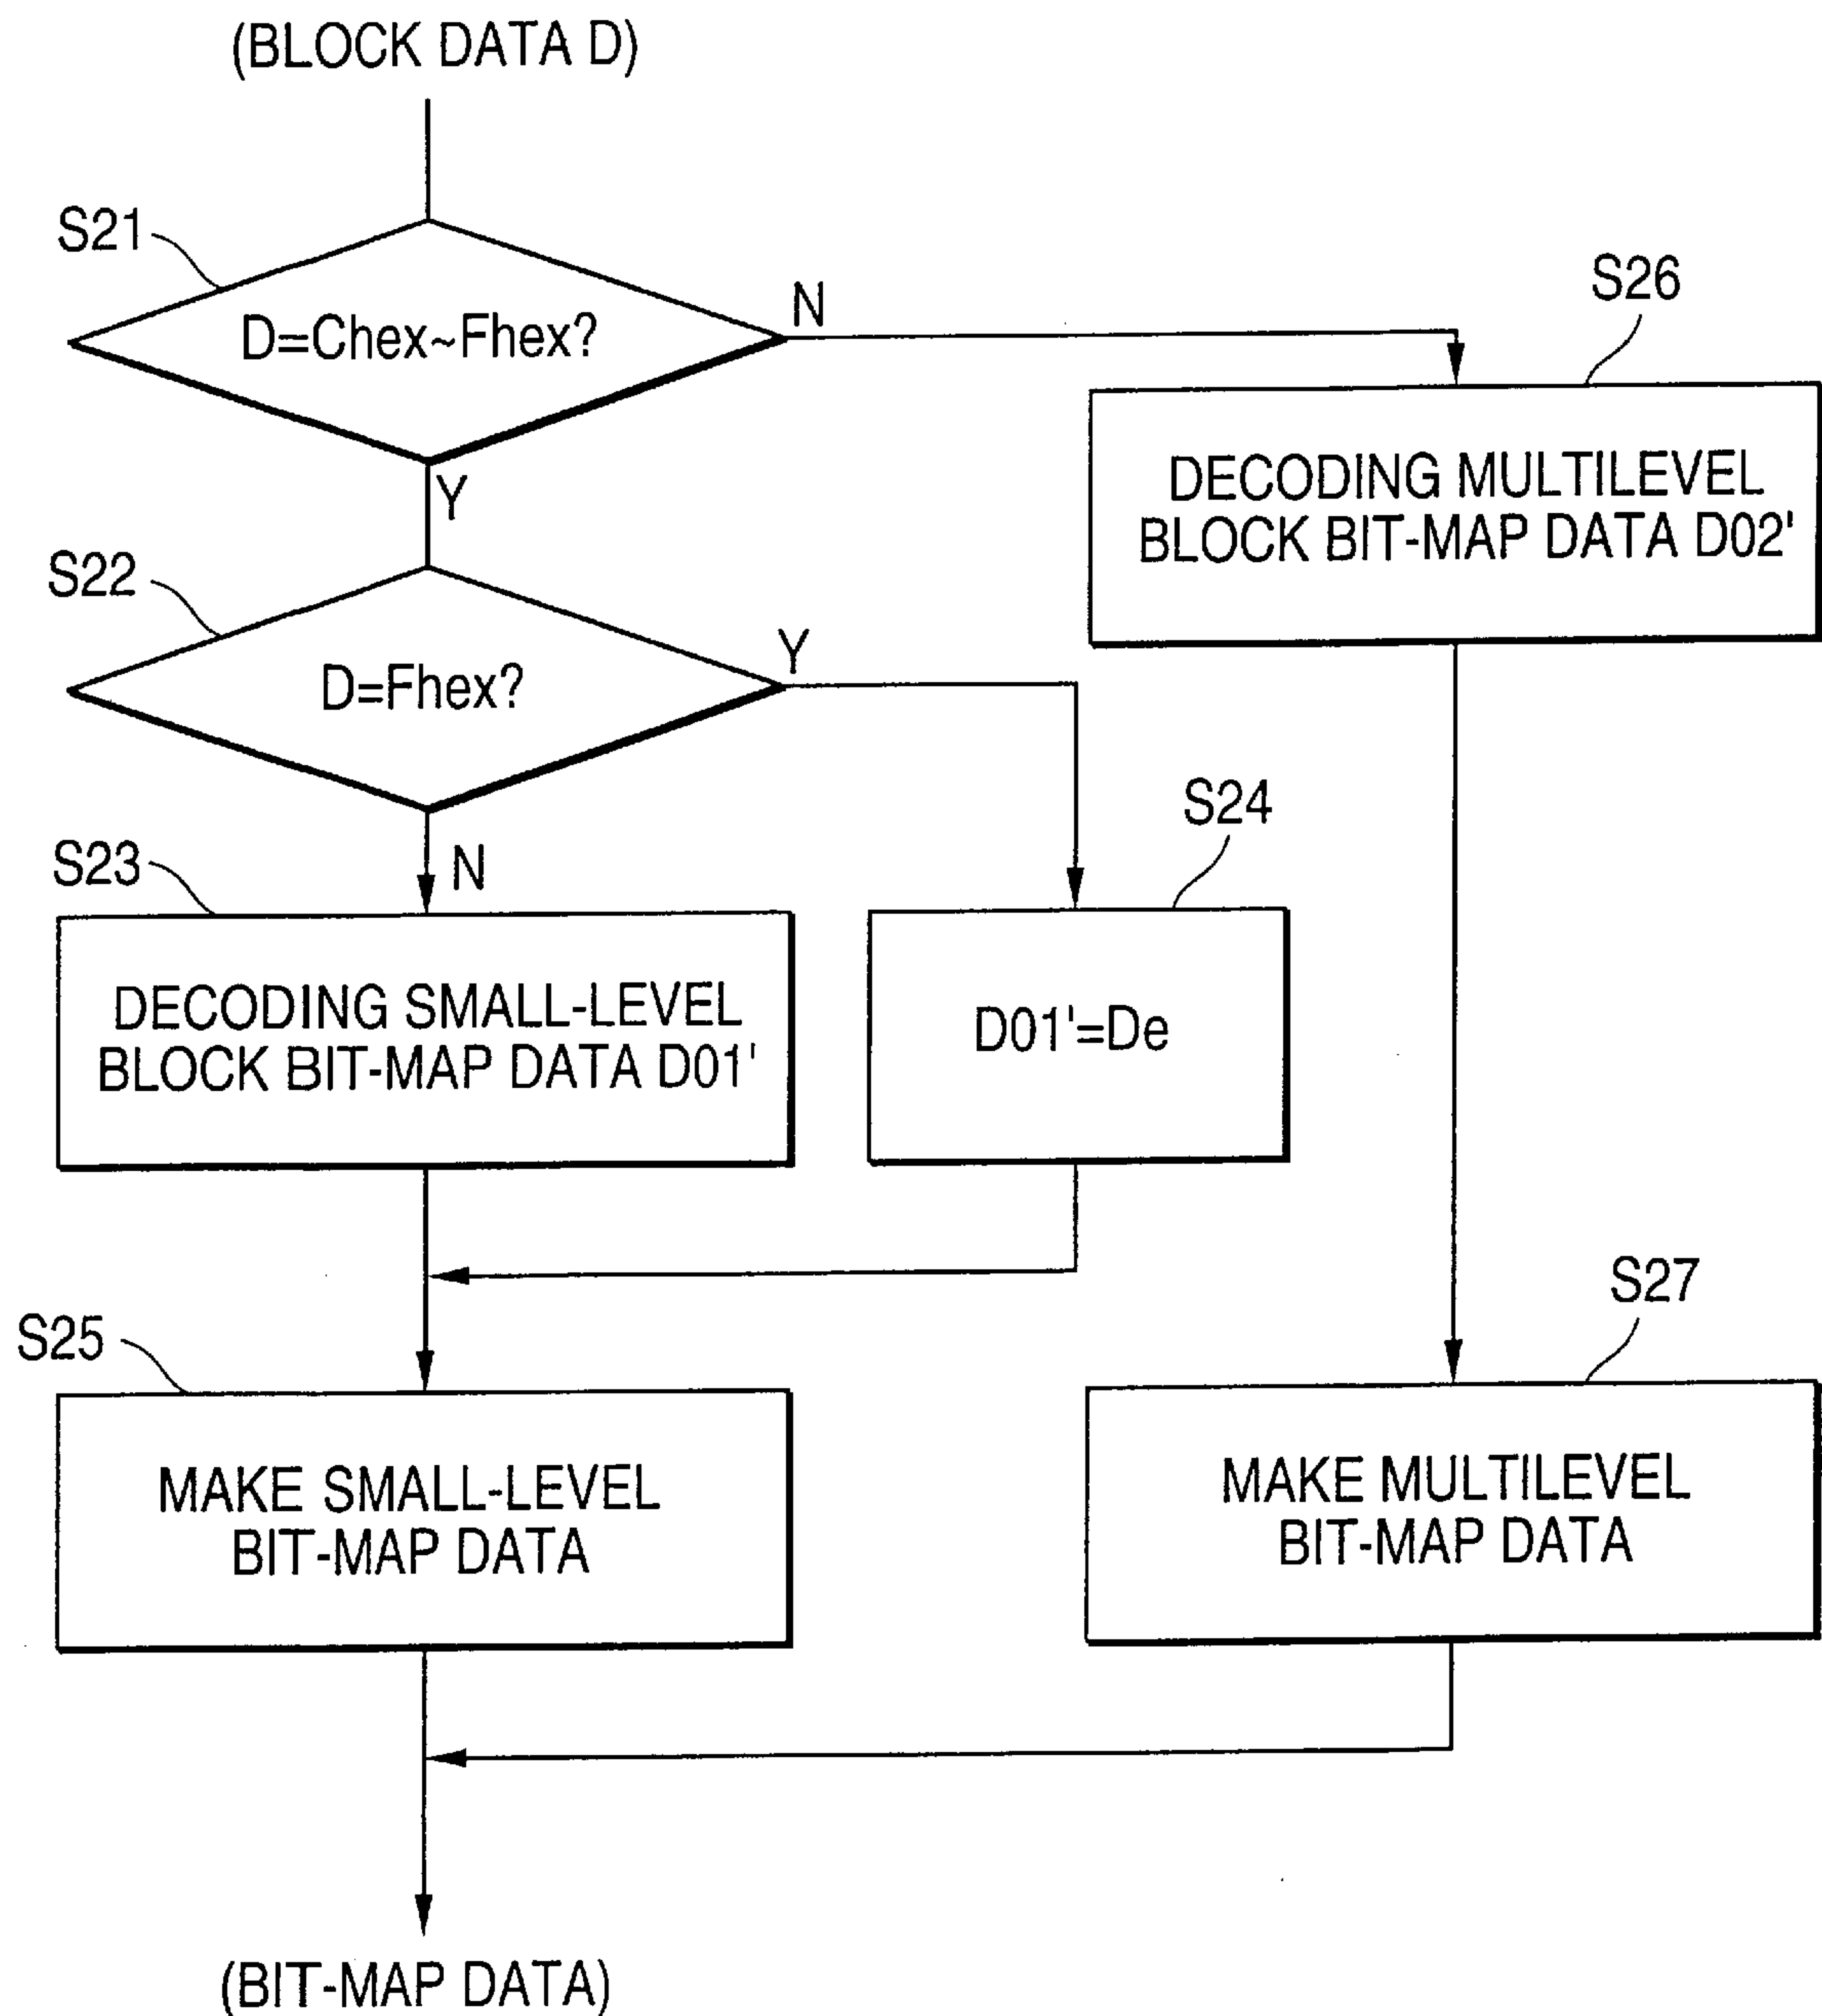 (BLOCK DATA D)
S21
D=Chex~Fhex?
N
S26
DECODING MULTILEVEL
BLOCK BIT-MAP DATA D02'
Y
S22
D=Fhex?
Y
S24
S23
N
DECODING SMALL-LEVEL
BLOCK BIT-MAP DATA D01'
D01'=De
S27
S25
MAKE SMALL-LEVEL
BIT-MAP DATA
MAKE MULTILEVEL
BIT-MAP DATA
(BIT-MAP DATA)